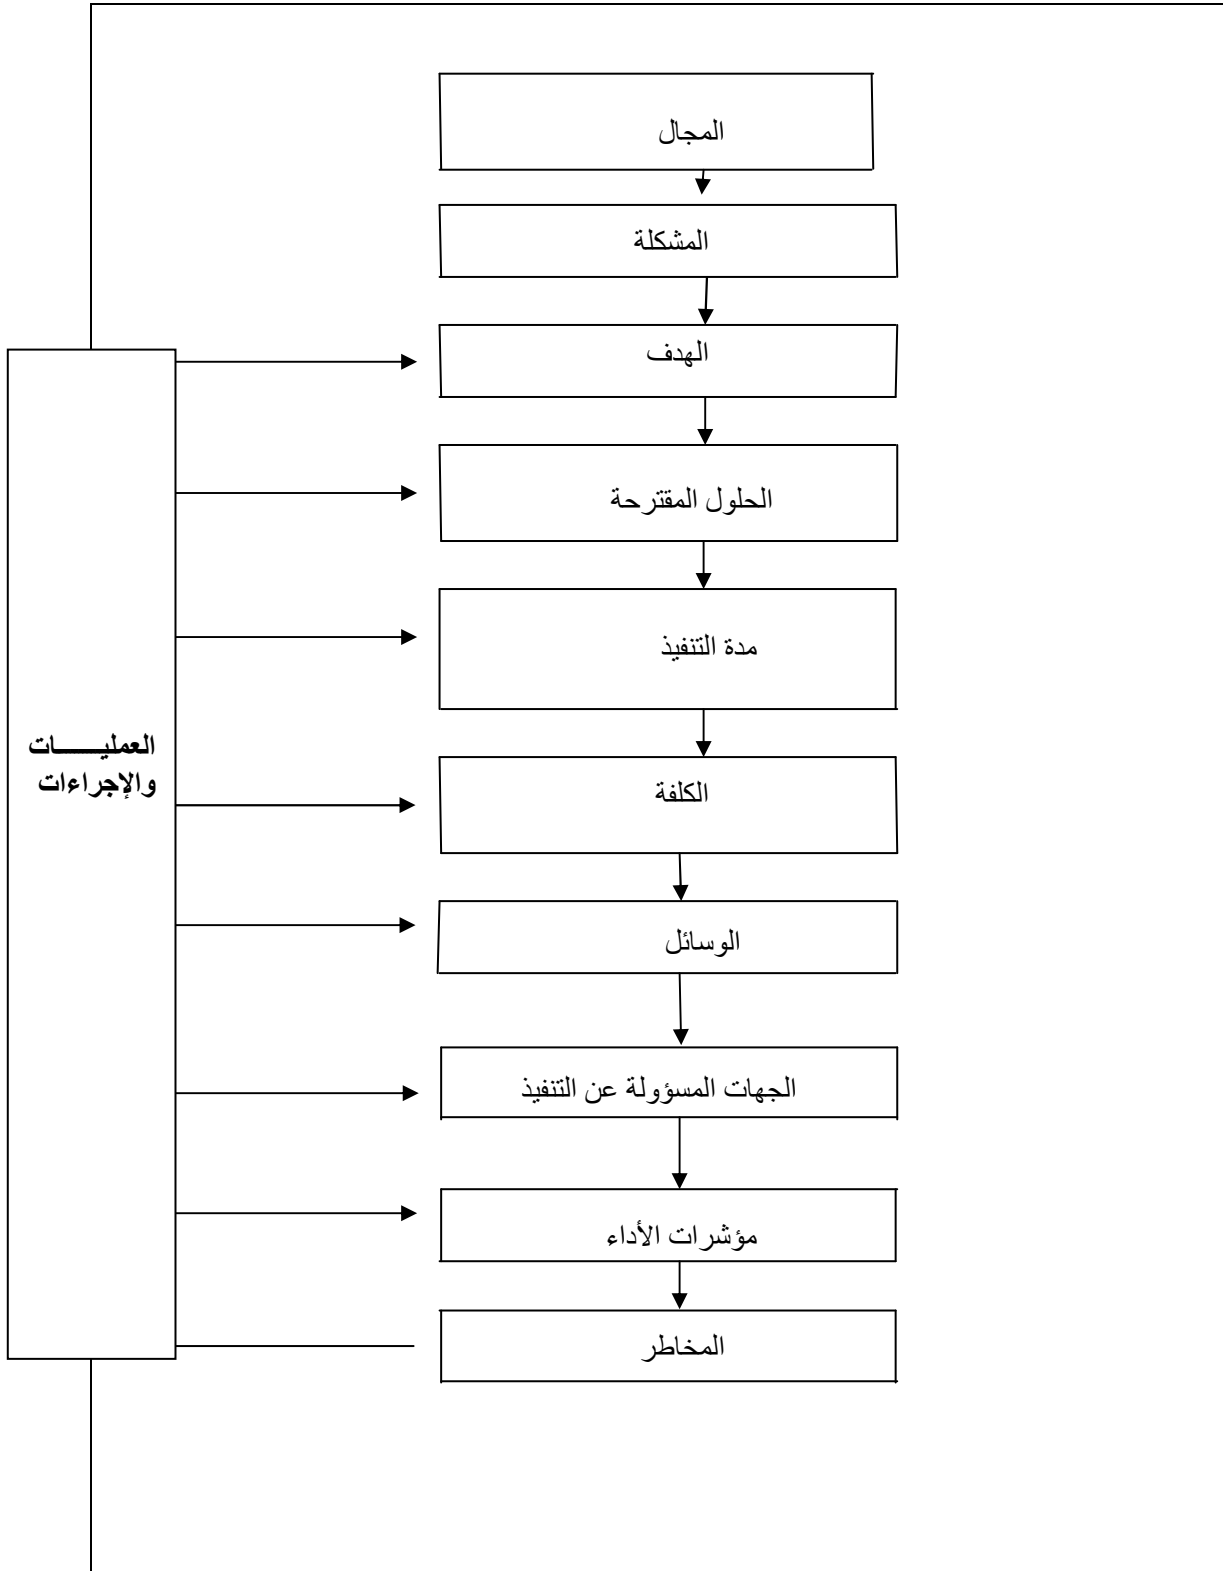 المجال
المشكلة
الهدف
الحلول المقترحة
مدة التنفيذ
العمليـــــات
والإجراءات
الكلفة
الوسائل
الجهات المسؤولة عن التنفيذ
مؤشرات الأداء
المخاطر